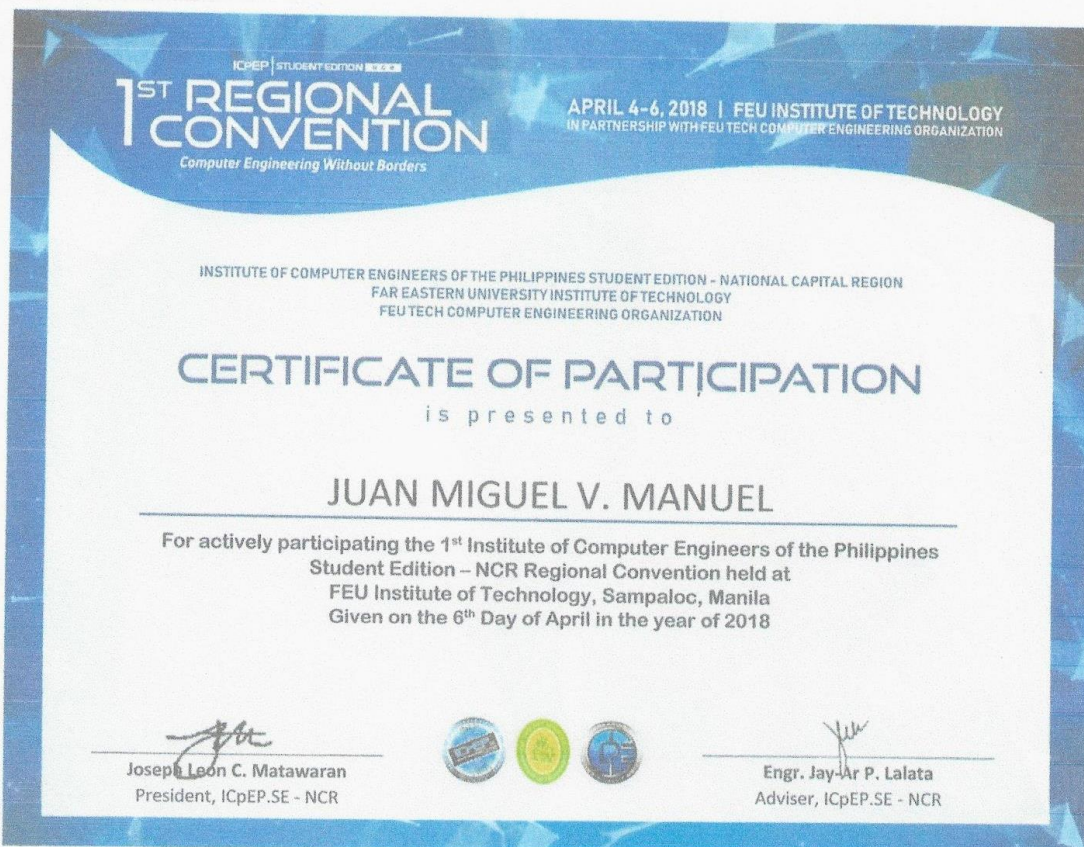 ICPEP | STUDENT EDITION NCR
1ST REGIONAL
CONVENTION
Computer Engineering Without Borders
APRIL 4-6, 2018 | FEU INSTITUTE OF TECHNOLOGY
IN PARTNERSHIP WITH FEU TECH COMPUTER ENGINEERING ORGANIZATION
INSTITUTE OF COMPUTER ENGINEERS OF THE PHILIPPINES STUDENT EDITION - NATIONAL CAPITAL REGION
FAR EASTERN UNIVERSITY INSTITUTE OF TECHNOLOGY
FEU TECH COMPUTER ENGINEERING ORGANIZATION
CERTIFICATE OF PARTICIPATION
is presented to
JUAN MIGUEL V. MANUEL
For actively participating the 1st Institute of Computer Engineers of the Philippines
Student Edition – NCR Regional Convention held at
FEU Institute of Technology, Sampaloc, Manila
Given on the 6th Day of April in the year of 2018
Joseph Leon C. Matawaran
President, ICpEP.SE - NCR
Engr. Jay-Ar P. Lalata
Adviser, ICpEP.SE - NCR